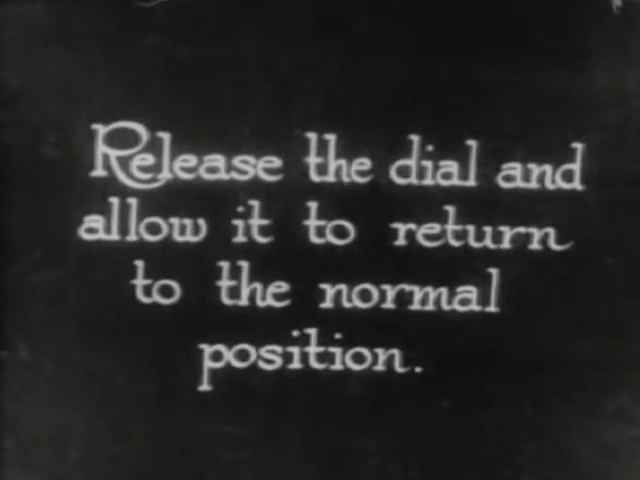 Release the dial and
allow it to return
to the normal
position.